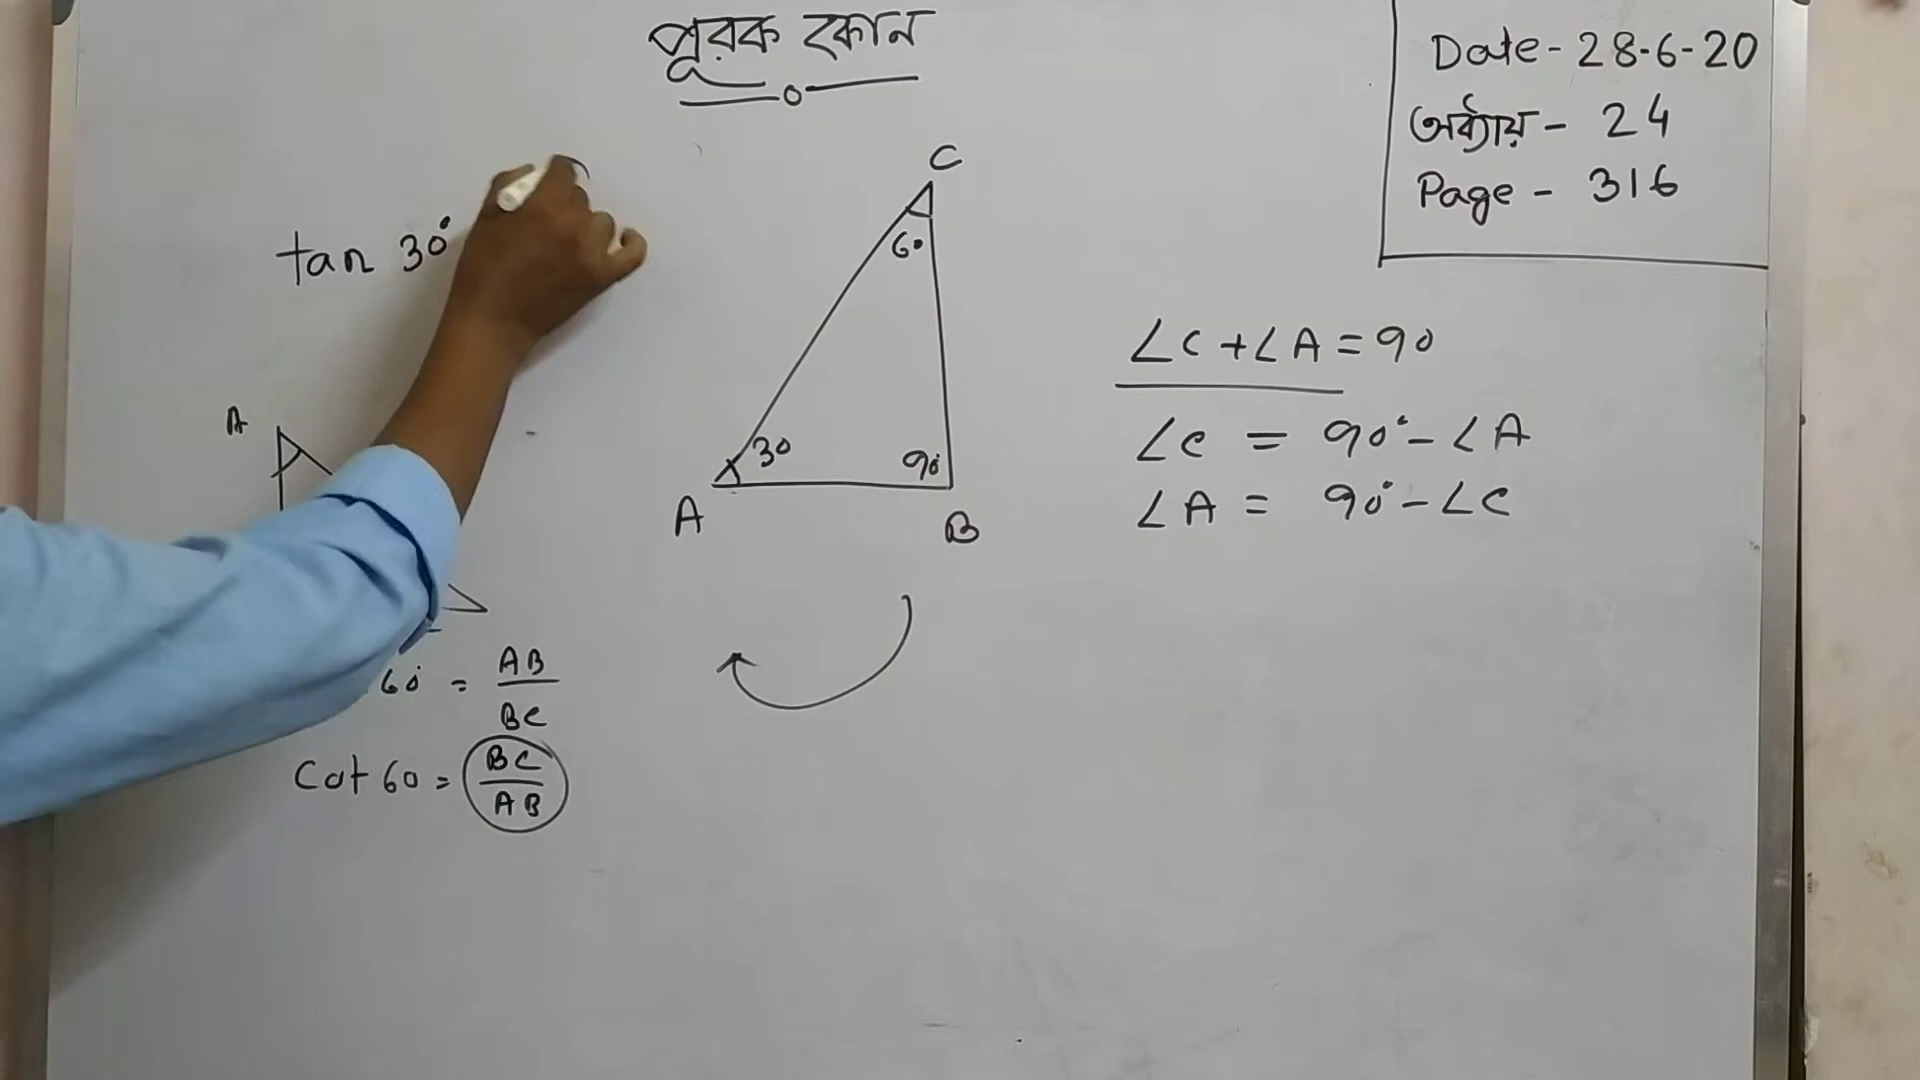 পূরক কোন
Date - 28-6-20
অধ্যায় - 24
Page - 316
tan 30°
C
60
30
90°
A
B
∠C + ∠A = 90
∠C = 90° - ∠A
∠A = 90° - ∠C
A
60° = AB
BC
Cot 60 = BC
AB